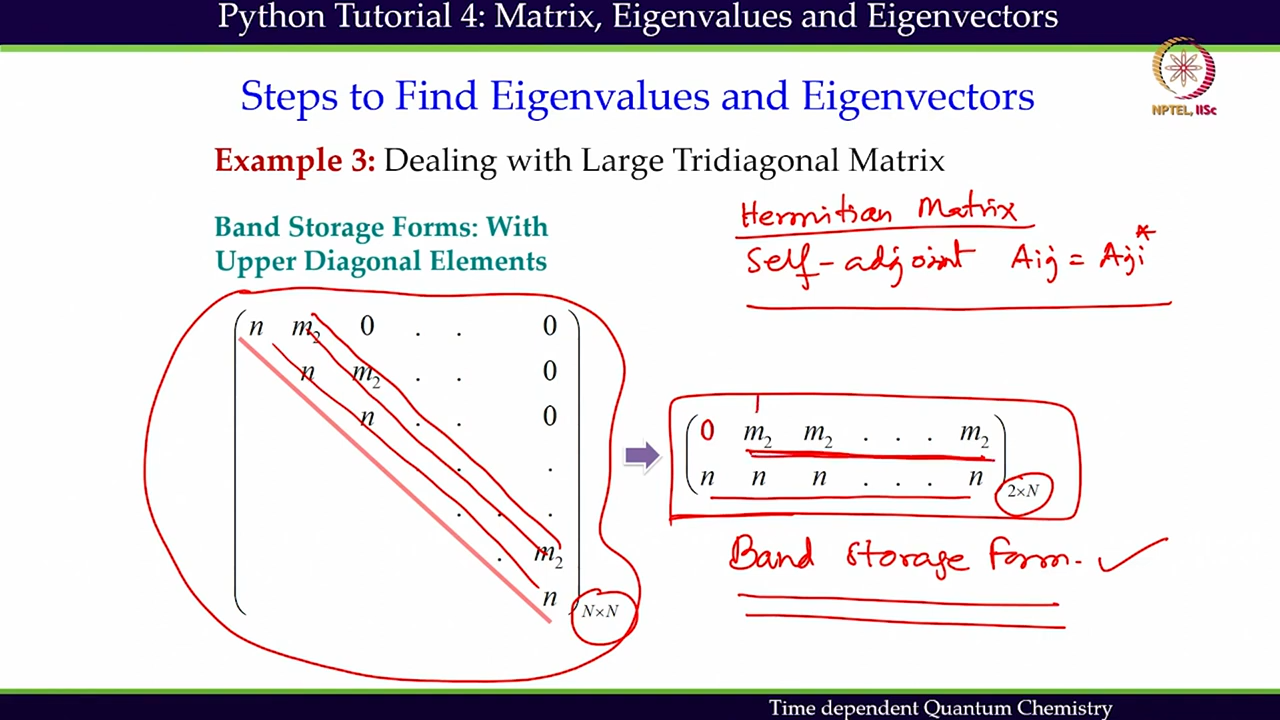 Python Tutorial 4: Matrix, Eigenvalues and Eigenvectors
NPTEL, IISc
Steps to Find Eigenvalues and Eigenvectors
Example 3: Dealing with Large Tridiagonal Matrix
Band Storage Forms: With
Upper Diagonal Elements
n m₂ 0 . . 0
n m₂ . . 0
n . . 0
. .
. . .
. m₂
n
N×N
Hermitian Matrix
Self-adjoint Aij = Aji*
0 m₂ m₂ . . . m₂
n n n . . . n
2×N
Band storage form.
Time dependent Quantum Chemistry